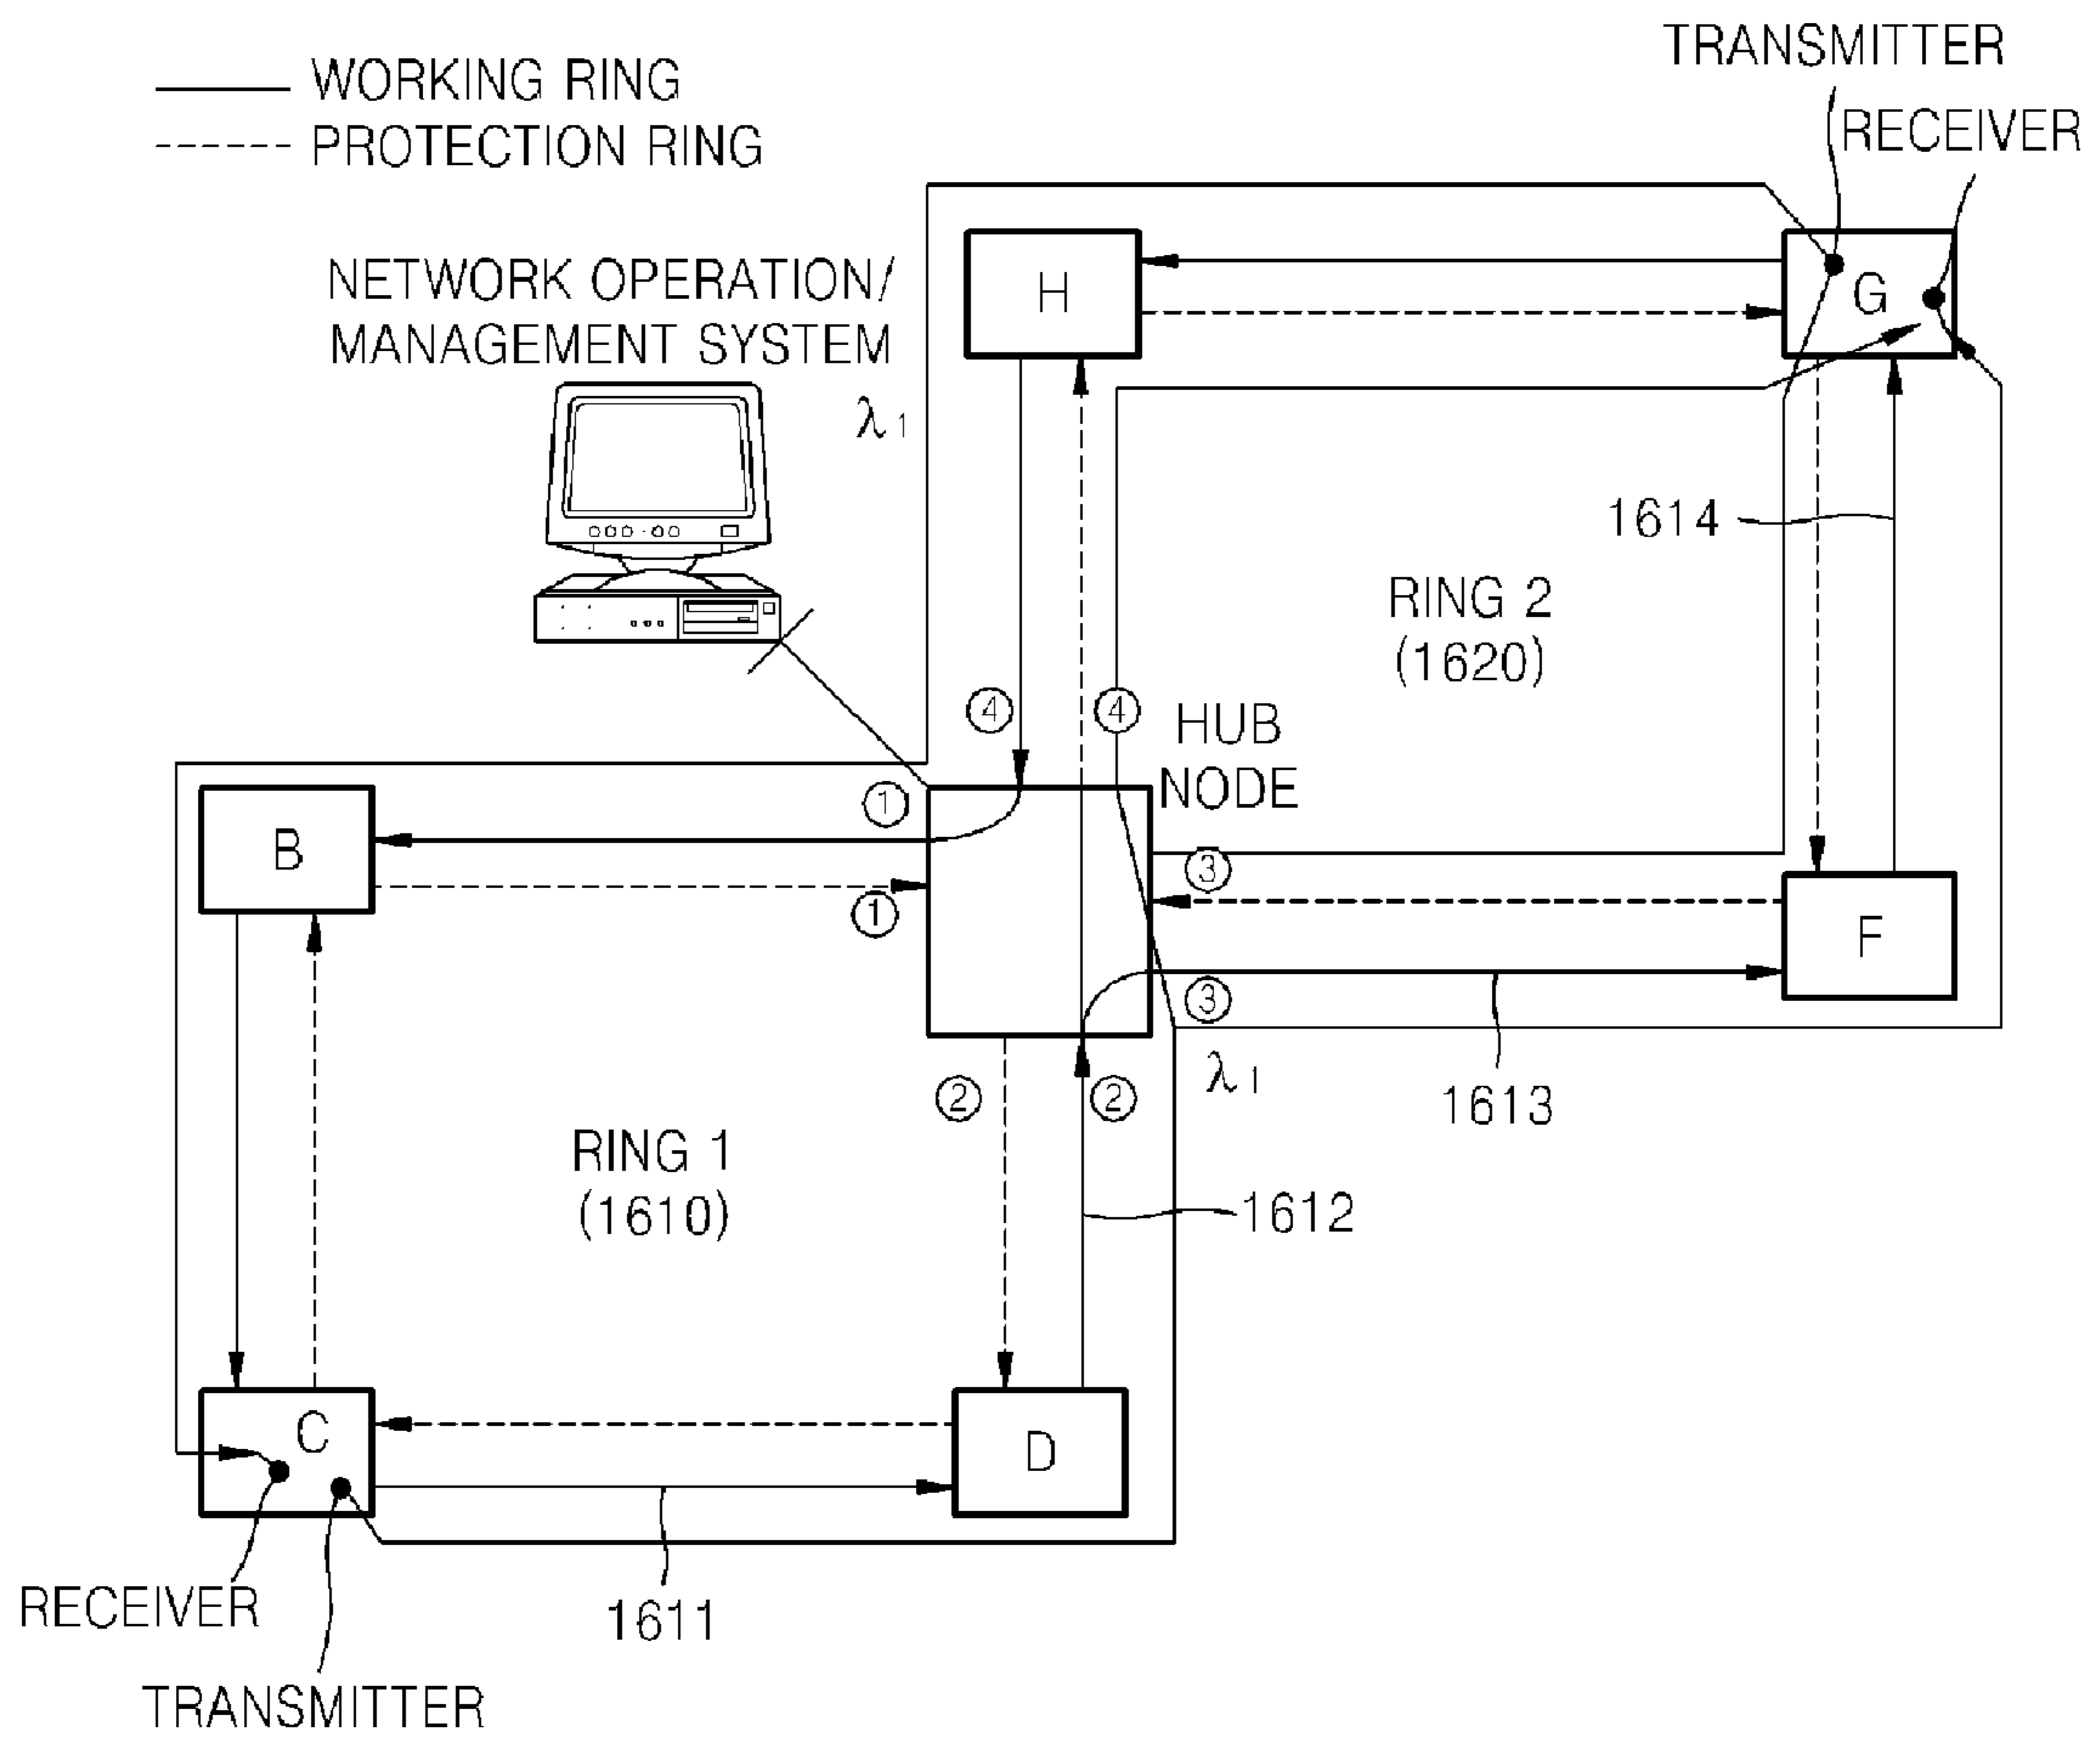 TRANSMITTER
RECEIVER
WORKING RING
PROTECTION RING
NETWORK OPERATION/
MANAGEMENT SYSTEM
λ1
H
G
1614
RING 2
(1620)
④
④
HUB
NODE
①
①
B
③
③
F
λ1
1613
②
②
RING 1
(1610)
1612
C
D
1611
RECEIVER
TRANSMITTER